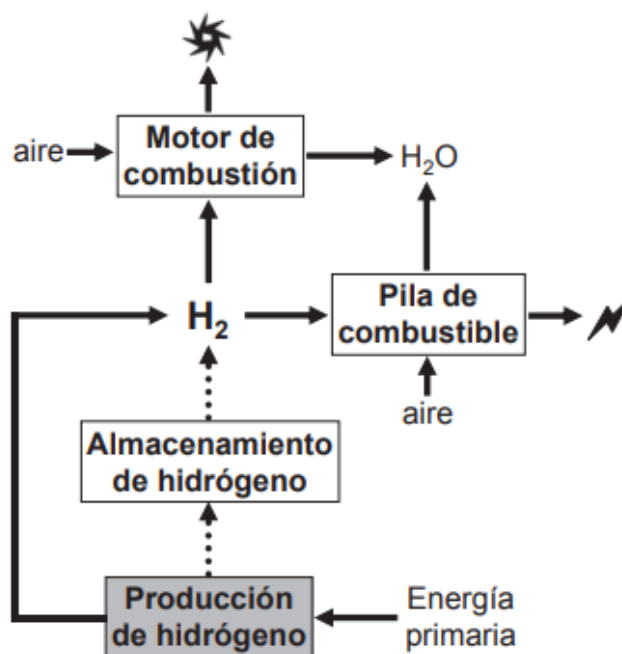 Motor de
combustión
aire
H₂O
H₂
Pila de
combustible
aire
Almacenamiento
de hidrógeno
Producción
de hidrógeno
Energía
primaria